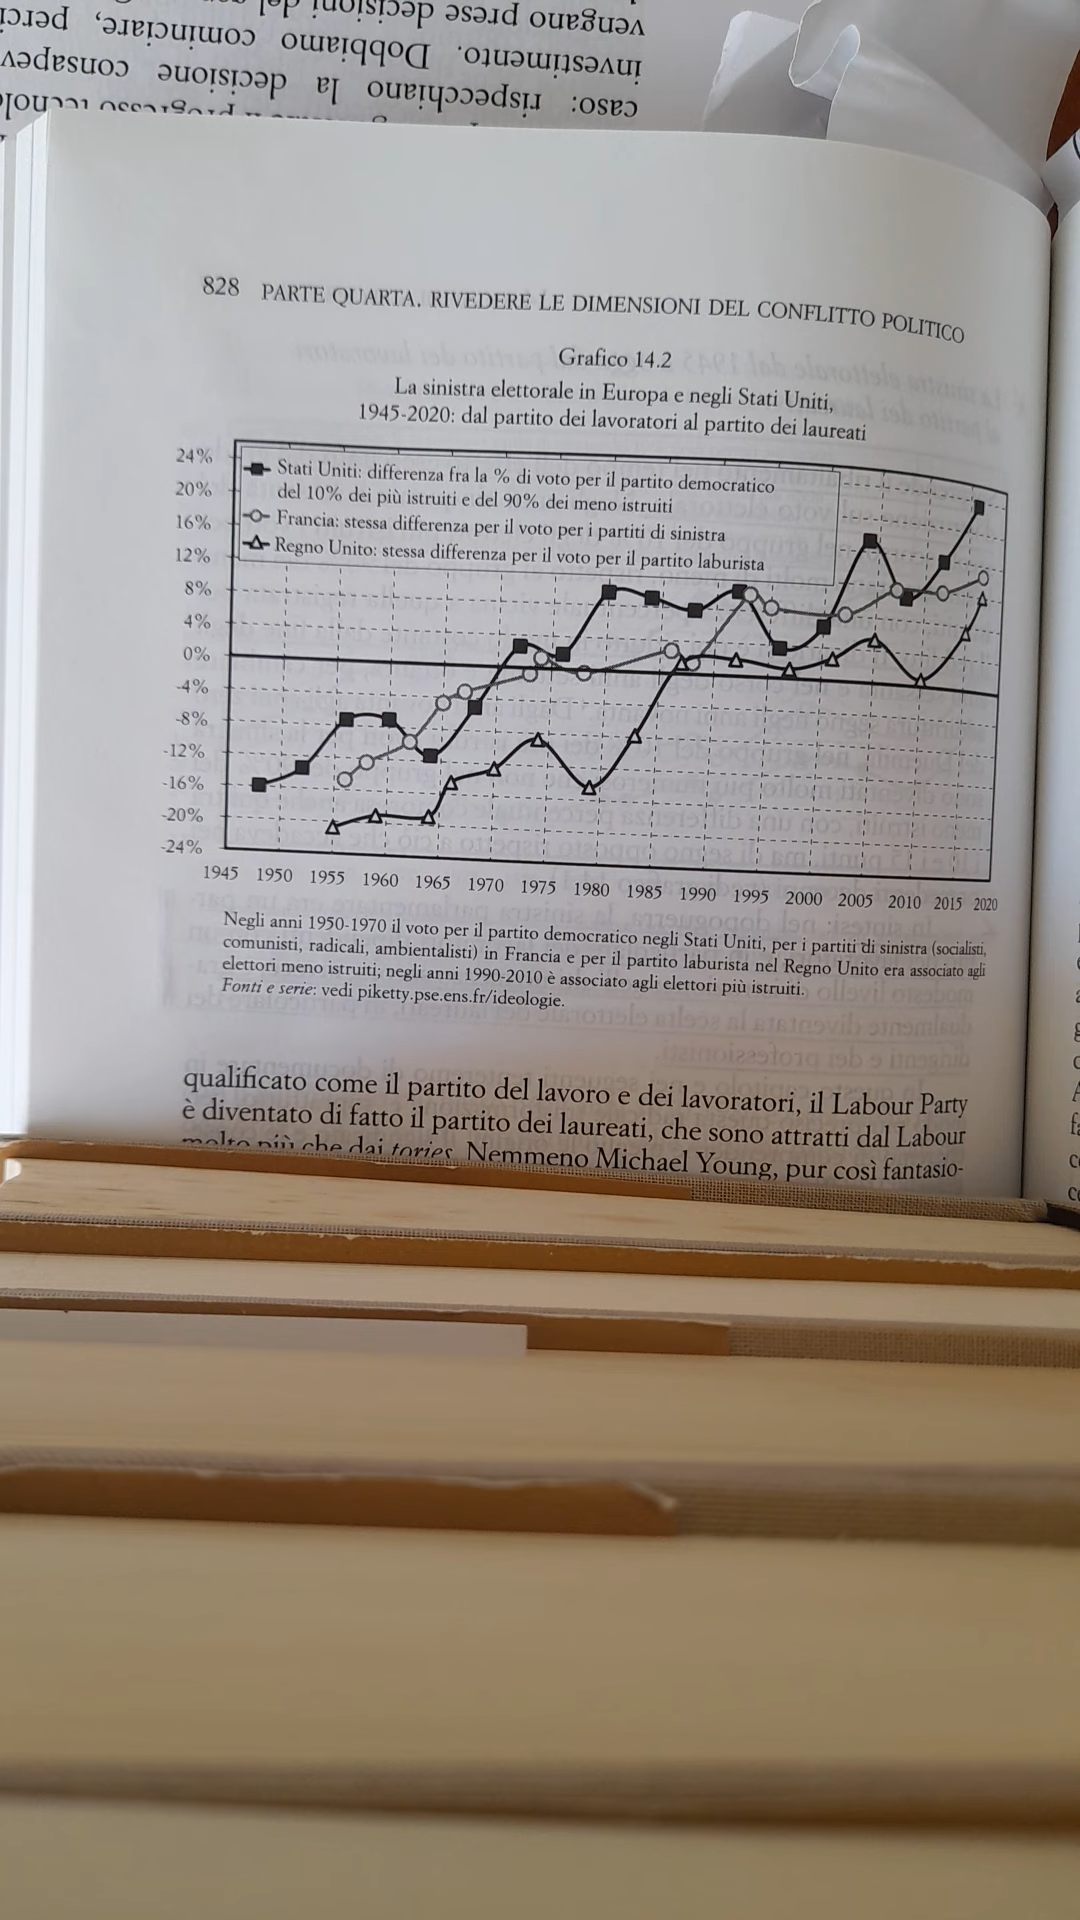 vengano prese decisioni del
investimento. Dobbiamo cominciare,
caso: rispecchiano la decisione
828 PARTE QUARTA. RIVEDERE LE DIMENSIONI DEL CONFLITTO POLITICO
Grafico 14.2
La sinistra elettorale in Europa e negli Stati Uniti,
1945-2020: dal partito dei lavoratori al partito dei laureati
24%
20%
16%
12%
8%
4%
0%
-4%
-8%
-12%
-16%
-20%
-24%
Stati Uniti: differenza fra la % di voto per il partito democratico
del 10% dei più istruiti e del 90% dei meno istruiti
Francia: stessa differenza per il voto per i partiti di sinistra
Regno Unito: stessa differenza per il voto per il partito laburista
1945 1950 1955 1960 1965 1970 1975 1980 1985 1990 1995 2000 2005 2010 2015 2020
Negli anni 1950-1970 il voto per il partito democratico negli Stati Uniti, per i partiti di sinistra (socialisti,
comunisti, radicali, ambientalisti) in Francia e per il partito laburista nel Regno Unito era associato agli
elettori meno istruiti; negli anni 1990-2010 è associato agli elettori più istruiti.
Fonti e serie: vedi piketty.pse.ens.fr/ideologie.
qualificato come il partito del lavoro e dei lavoratori, il Labour Party
è diventato di fatto il partito dei laureati, che sono attratti dal Labour
molto più che dai tories. Nemmeno Michael Young, pur così fantasio-